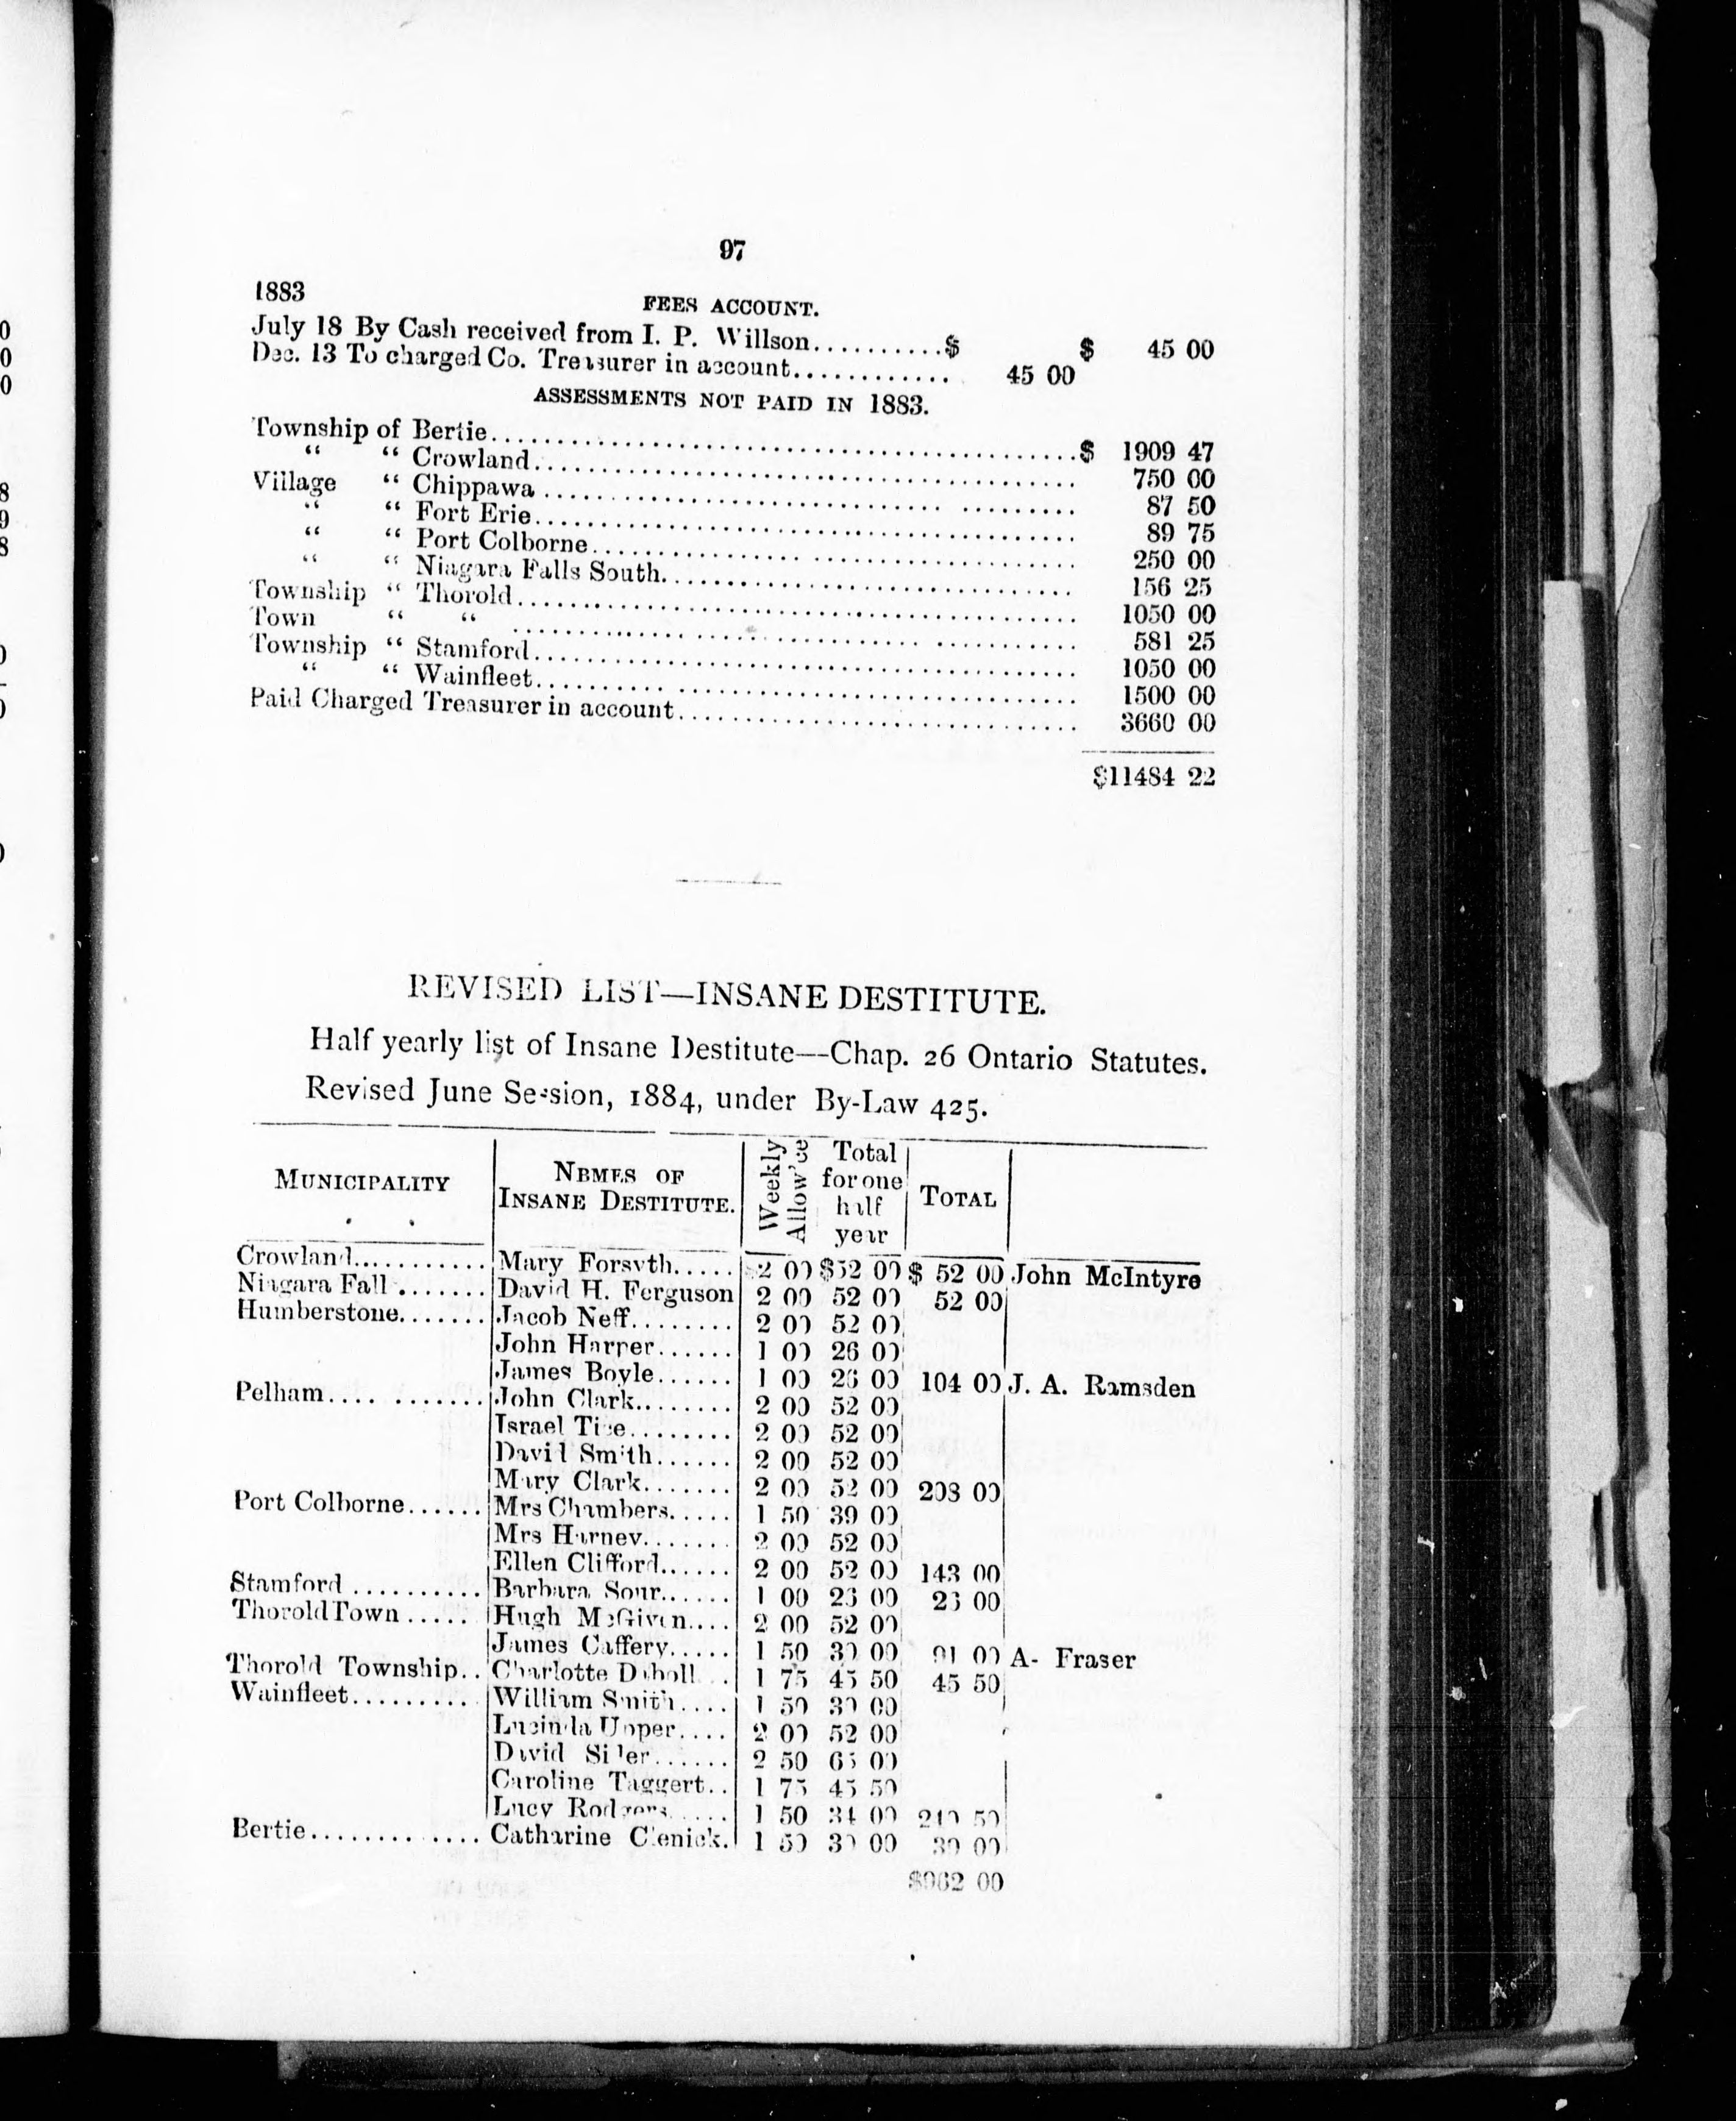 97
1883
FEES ACCOUNT.
July 18 By Cash received from I. P. Willson..........$ $ 45 00
Dec. 13 To charged Co. Treasurer in account............ 45 00
ASSESSMENTS NOT PAID IN 1883.
Township of Bertie............................................$ 1909 47
“ “ Crowland............................................ 750 00
Village “ Chippawa............................................ 87 50
“ “ Fort Erie............................................ 89 75
“ “ Port Colborne............................................ 250 00
“ “ Niagara Falls South............................................ 156 25
Township “ Thorold............................................ 1050 00
Town “ “ ............................................ 581 25
Township “ Stamford............................................ 1050 00
“ “ Wainfleet............................................ 1500 00
Paid Charged Treasurer in account.............................. 3660 00
$11484 22
REVISED LIST—INSANE DESTITUTE.
Half yearly list of Insane Destitute—Chap. 26 Ontario Statutes.
Revised June Session, 1884, under By-Law 425.
MUNICIPALITY NBMES OF INSANE DESTITUTE. Weekly Allow'ce Total for one half year TOTAL
Crowland........... Mary Forsyth..... 2 00 $52 00 $ 52 00 John McIntyre
Niagara Fall ....... David H. Ferguson 2 00 52 00 52 00
Humberstone....... Jacob Neff........ 2 00 52 00
John Harper...... 1 00 26 00
James Boyle...... 1 00 26 00 104 00 J. A. Ramsden
Pelham.... ....... John Clark........ 2 00 52 00
Israel Tice........ 2 00 52 00
David Smith...... 2 00 52 00
Mary Clark....... 2 00 52 00 208 00
Port Colborne...... Mrs Chambers..... 1 50 39 00
Mrs Harney....... 2 00 52 00
Ellen Clifford...... 2 00 52 00 143 00
Stamford .......... Barbara Sour...... 1 00 26 00 26 00
Thorold Town ..... Hugh McGiven.... 2 00 52 00
James Caffery..... 1 50 39 00 91 00 A- Fraser
Thorold Township.. Charlotte 1 75 45 50 45 50
Wainfleet......... William Smith.... 1 50 39 00
Lucinda Upper.... 2 00 52 00
David ...... 2 50 65 00
Caroline Taggert.. 1 75 45 50
Lucy Rodgers..... 1 50 00 240 50
Bertie............. Catharine Clenick. 1 50 39 00 39 00
$962 00